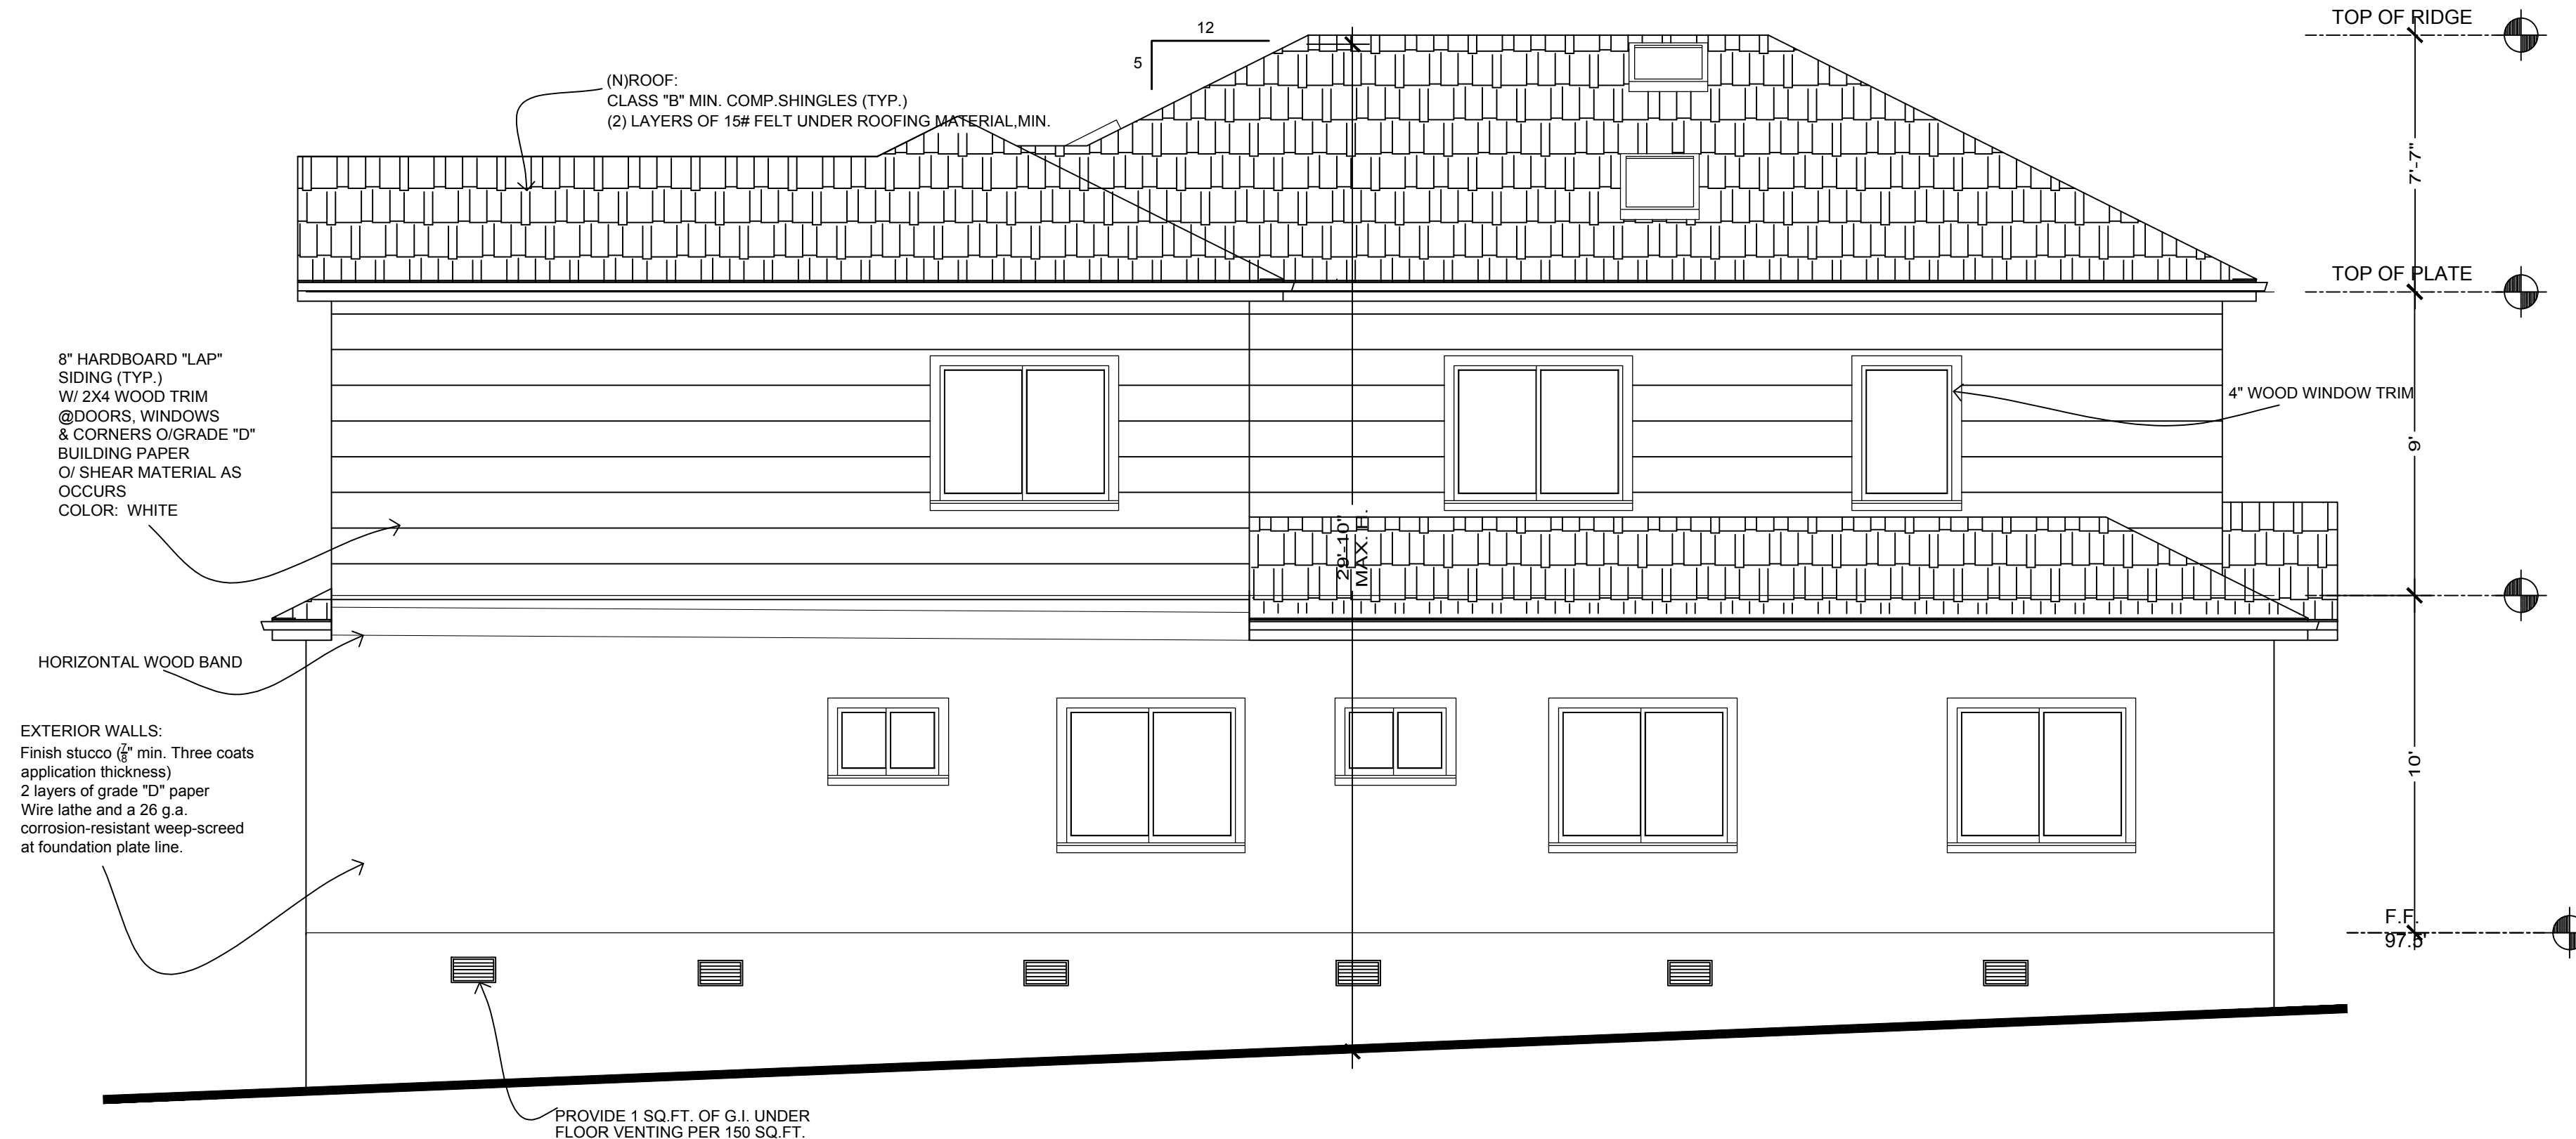 TOP OF RIDGE
12
5
(N)ROOF:
CLASS "B" MIN. COMP.SHINGLES (TYP.)
(2) LAYERS OF 15# FELT UNDER ROOFING MATERIAL,MIN.
7'-7"
TOP OF PLATE
8" HARDBOARD "LAP"
SIDING (TYP.)
W/ 2X4 WOOD TRIM
@DOORS, WINDOWS
& CORNERS O/GRADE "D"
BUILDING PAPER
O/ SHEAR MATERIAL AS
OCCURS
COLOR: WHITE
4" WOOD WINDOW TRIM
9'
29'-10"
MAX. H.
HORIZONTAL WOOD BAND
EXTERIOR WALLS:
Finish stucco (7/8" min. Three coats
application thickness)
2 layers of grade "D" paper
Wire lathe and a 26 g.a.
corrosion-resistant weep-screed
at foundation plate line.
10'
F.F.
97.5'
PROVIDE 1 SQ.FT. OF G.I. UNDER
FLOOR VENTING PER 150 SQ.FT.